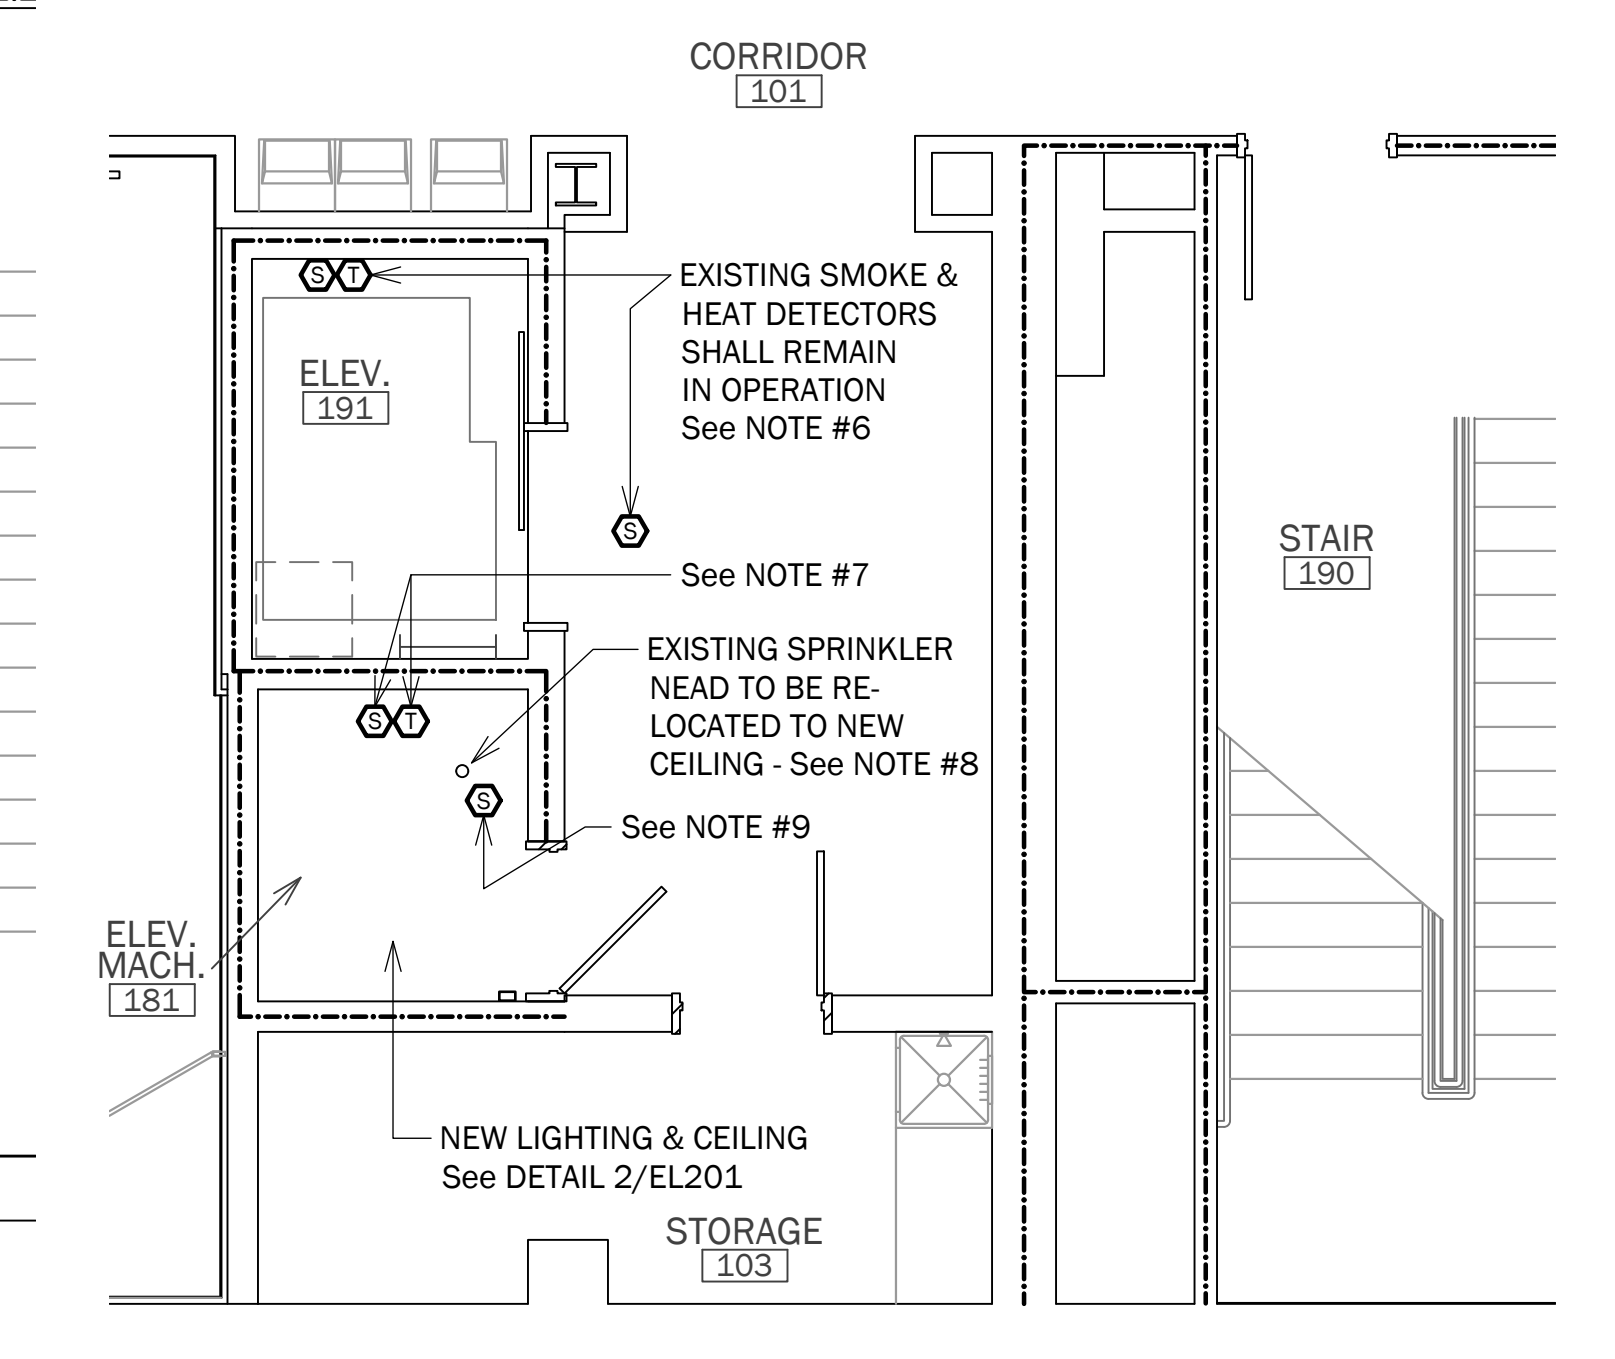 CORRIDOR
101
S T
EXISTING SMOKE &
HEAT DETECTORS
SHALL REMAIN
IN OPERATION
See NOTE #6
ELEV.
191
S
STAIR
190
See NOTE #7
EXISTING SPRINKLER
NEAD TO BE RE-
LOCATED TO NEW
CEILING - See NOTE #8
S T
S
See NOTE #9
ELEV.
MACH.
181
NEW LIGHTING & CEILING
See DETAIL 2/EL201
STORAGE
103